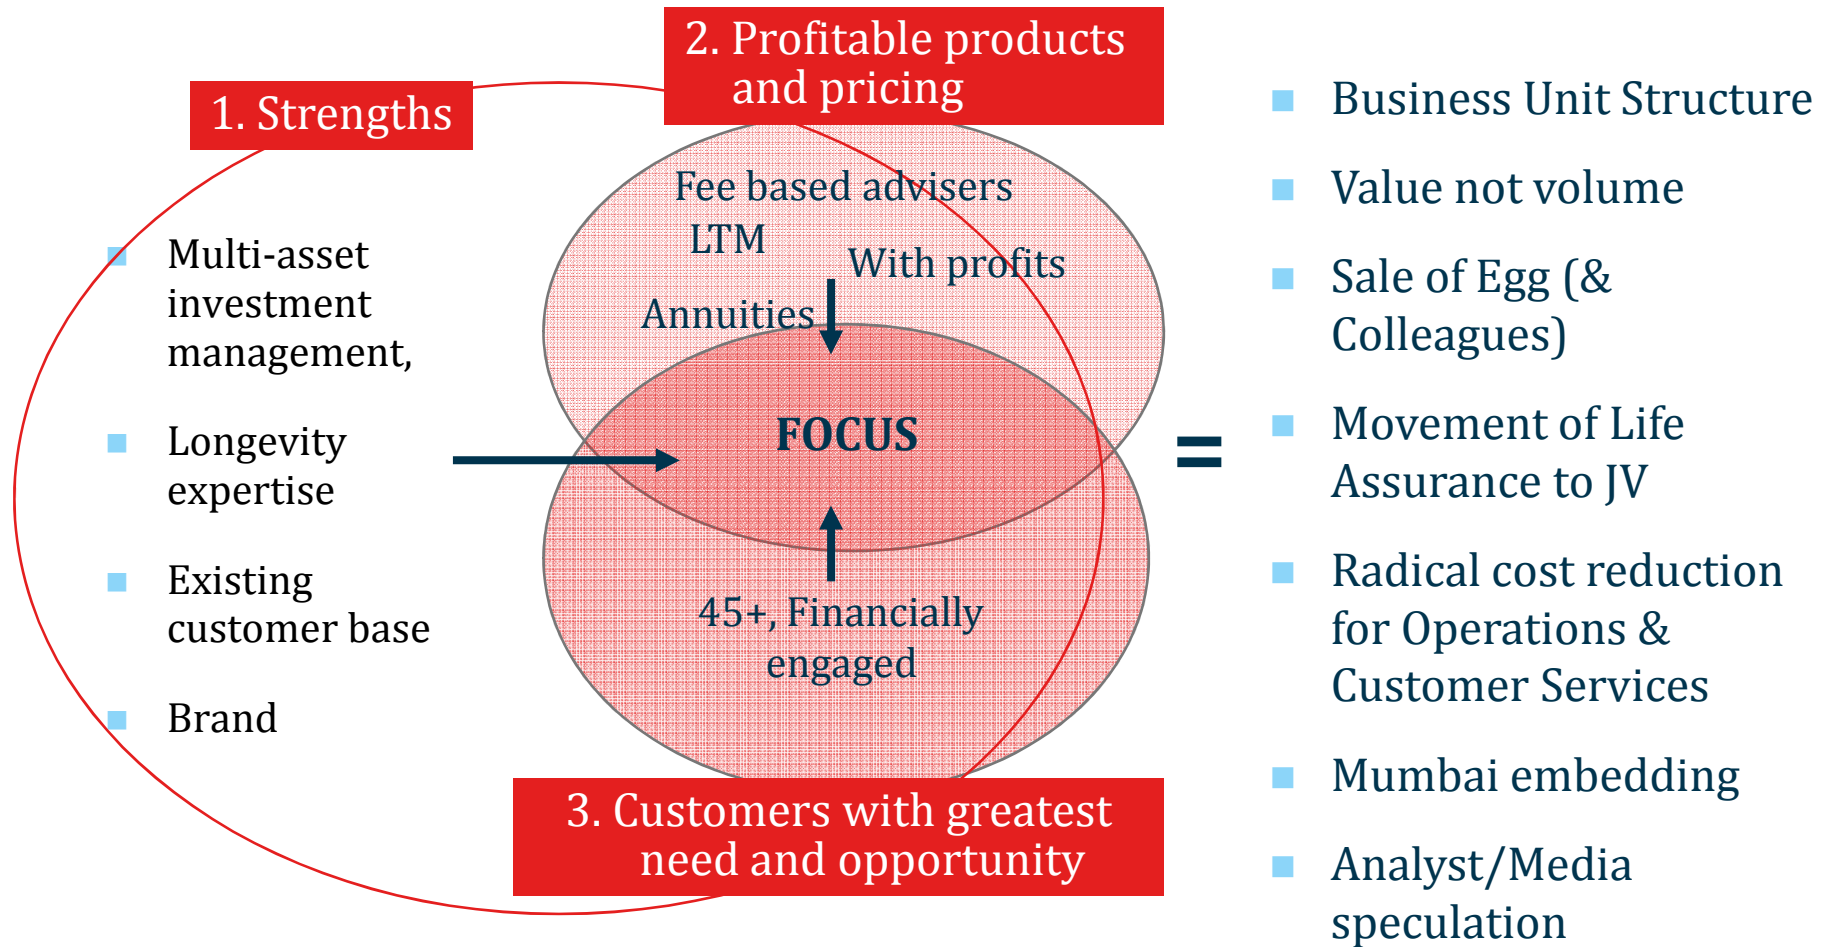 1. Strengths
Multi-asset
investment
management,
Longevity
expertise
Existing
customer base
Brand
2. Profitable products
and pricing
Fee based advisers
LTM
With profits
Annuities
FOCUS
45+, Financially
engaged
3. Customers with greatest
need and opportunity
=
Business Unit Structure
Value not volume
Sale of Egg (&
Colleagues)
Movement of Life
Assurance to JV
Radical cost reduction
for Operations &
Customer Services
Mumbai embedding
Analyst/Media
speculation